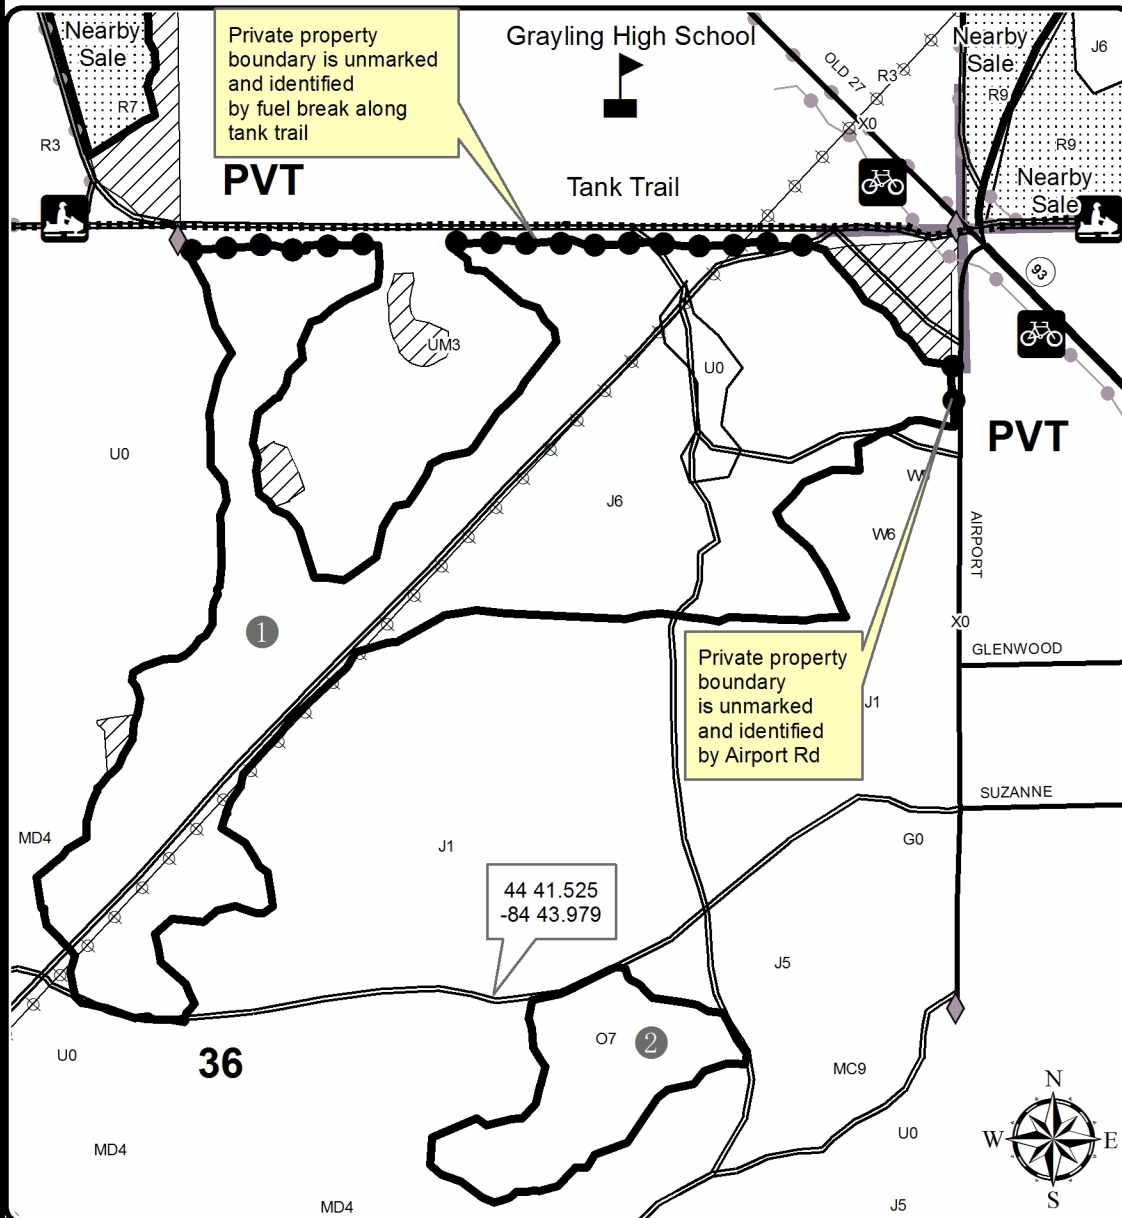 Nearby
Sale
R7
R3
Private property
boundary is unmarked
and identified
by fuel break along
tank trail
PVT
Grayling High School
Tank Trail
OLD 27
R3
X0
Nearby
Sale
J6
R9
R9
Nearby
Sale
93
UM3
U0
U0
PVT
J6
W6
AIRPORT
1
X0
GLENWOOD
Private property
boundary
is unmarked
and identified
by Airport Rd
J1
SUZANNE
MD4
J1
G0
44 41.525
-84 43.979
J5
U0
36
O7
2
MC9
U0
MD4
MD4
J5
N
W
E
S